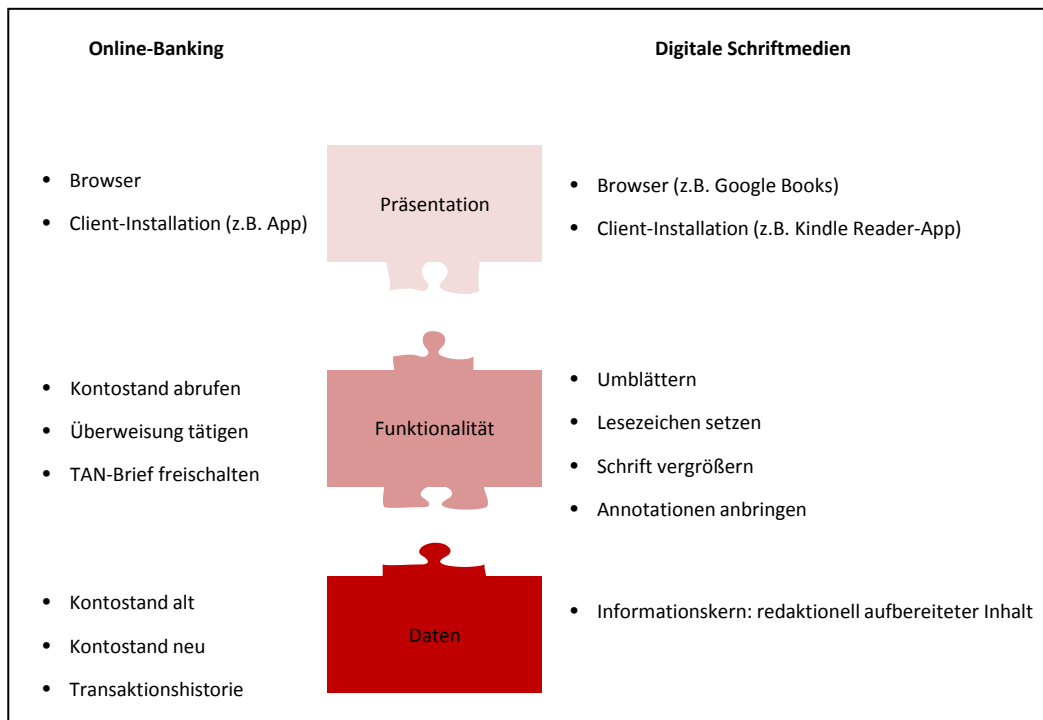 Online-Banking
Digitale Schriftmedien
• Browser
• Client-Installation (z.B. App)
Präsentation
• Browser (z.B. Google Books)
• Client-Installation (z.B. Kindle Reader-App)
• Kontostand abrufen
• Überweisung tätigen
• TAN-Brief freischalten
Funktionalität
• Umblättern
• Lesezeichen setzen
• Schrift vergrößern
• Annotationen anbringen
• Kontostand alt
• Kontostand neu
• Transaktionshistorie
Daten
• Informationskern: redaktionell aufbereiteter Inhalt